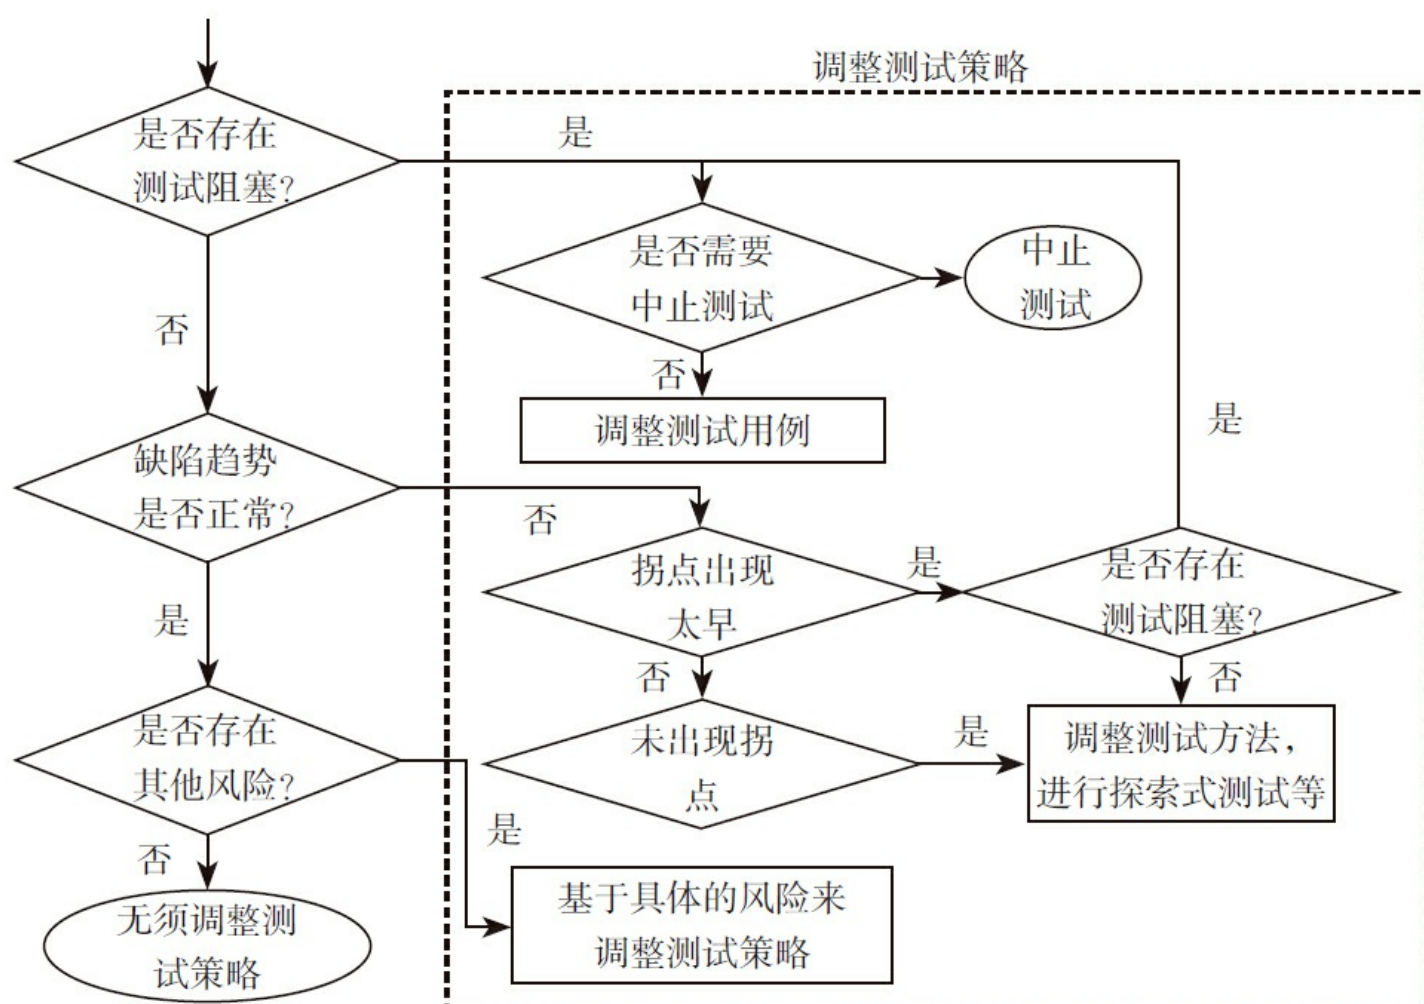 调整测试策略
是否存在
测试阻塞?
是
是否需要
中止测试
中止
测试
否
否
调整测试用例
是
缺陷趋势
是否正常?
否
拐点出现
太早
是
是否存在
测试阻塞?
是
否
否
是否存在
其他风险?
未出现拐
点
是
调整测试方法,
进行探索式测试等
是
否
基于具体的风险来
调整测试策略
无须调整测
试策略